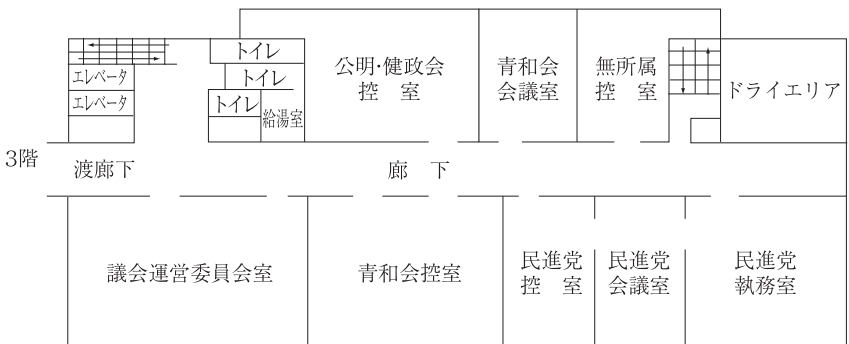 トイレ
エレベータ
トイレ
エレベータ
トイレ
給湯室
公明・健政会
控　室
青和会
会議室
無所属
控　室
ドライエリア
3階
渡廊下
廊　下
議会運営委員会室
青和会控室
民進党
控　室
民進党
会議室
民進党
執務室